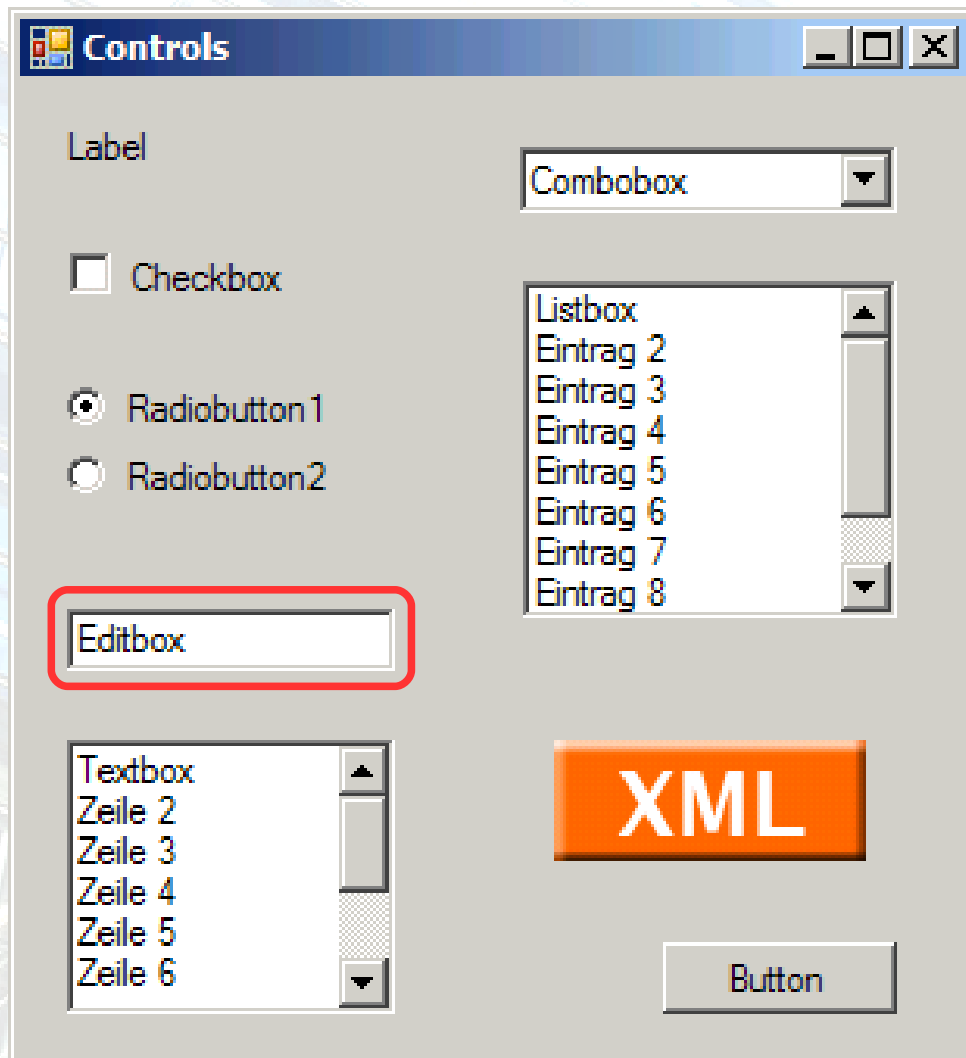 Controls
Label
Combobox
Checkbox
Listbox
Eintrag 2
Eintrag 3
Eintrag 4
Eintrag 5
Eintrag 6
Eintrag 7
Eintrag 8
Radiobutton1
Radiobutton2
Editbox
Textbox
Zeile 2
Zeile 3
Zeile 4
Zeile 5
Zeile 6
XML
Button